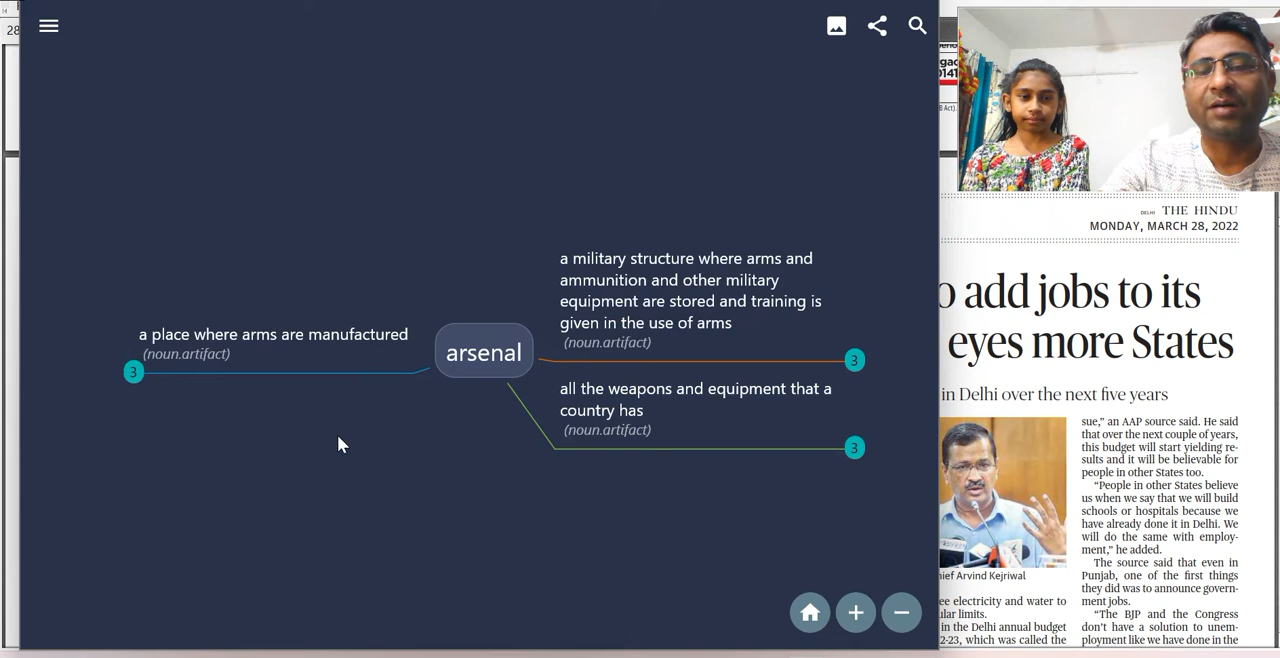 28
a place where arms are manufactured
(noun.artifact)
3
arsenal
a military structure where arms and
ammunition and other military
equipment are stored and training is
given in the use of arms
(noun.artifact)
3
all the weapons and equipment that a
country has
(noun.artifact)
3
0141
DELHI THE HINDU
MONDAY, MARCH 28, 2022
o add jobs to its
eyes more States
in Delhi over the next five years
hief Arvind Kejriwal
ee electricity and water to
ular limits.
in the Delhi annual budget
2-23, which was called the
sue,” an AAP source said. He said
that over the next couple of years,
this budget will start yielding re-
sults and it will be believable for
people in other States too.
“People in other States believe
us when we say that we will build
schools or hospitals because we
have already done it in Delhi. We
will do the same with employ-
ment,” he added.
The source said that even in
Punjab, one of the first things
they did was to announce govern-
ment jobs.
“The BJP and the Congress
don’t have a solution to unem-
ployment like we have done in the